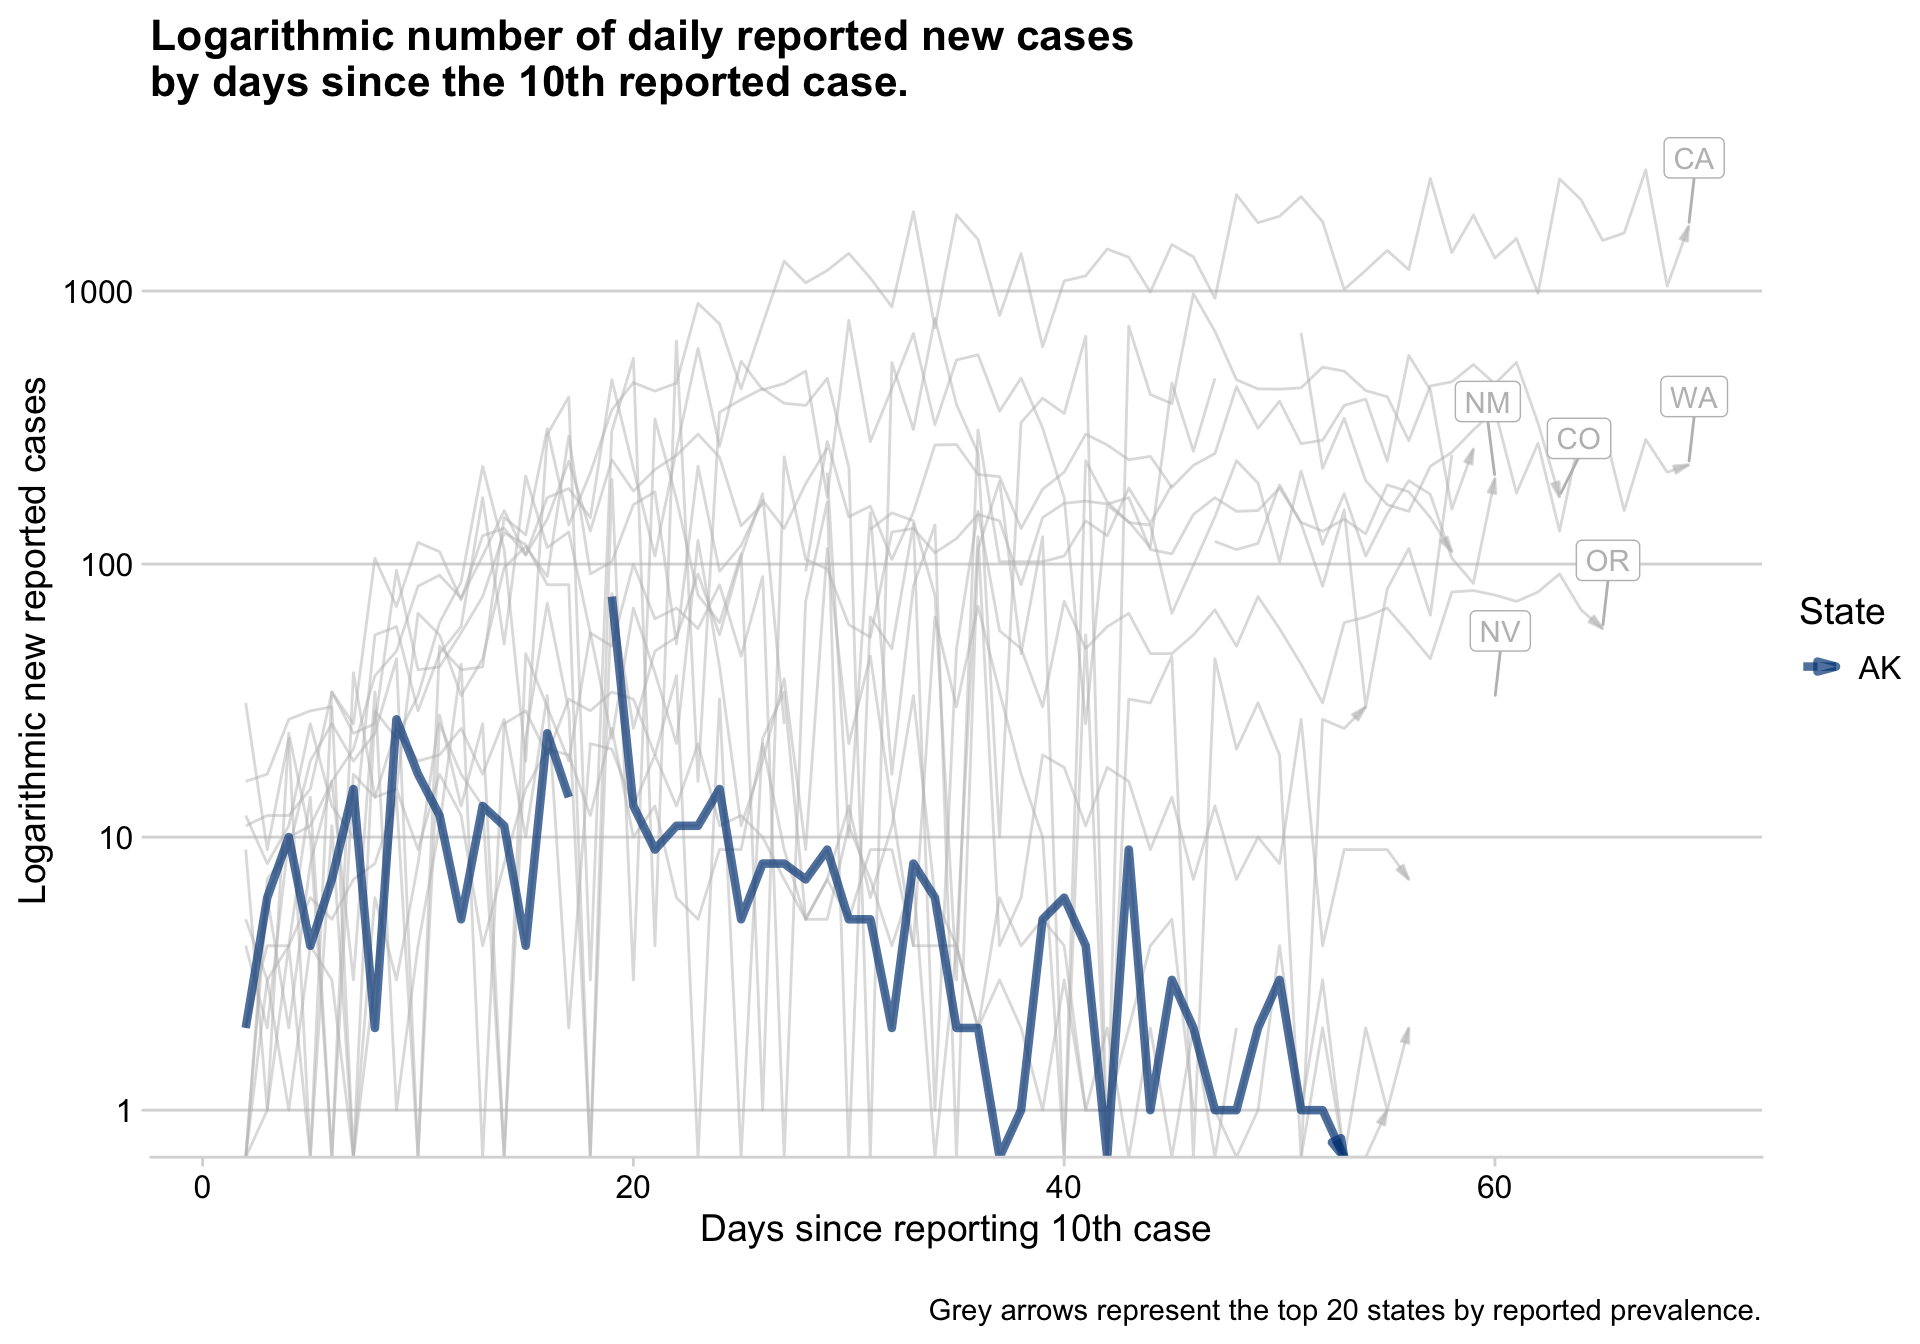 Logarithmic number of daily reported new cases
by days since the 10th reported case.
Logarithmic new reported cases
1000
100
10
1
CA
WA
NM
CO
OR
NV
State
AK
0
20
40
60
Days since reporting 10th case
Grey arrows represent the top 20 states by reported prevalence.